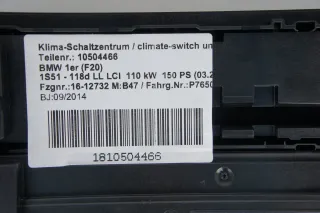 Klima-Schaltzentrum / climate-switch un
Teilenr.: 10504466
BMW 1er (F20)
1S51 - 118d LL LCI 110 kW 150 PS (03.2
Fzgnr.:16-12732 M:B47 / Fahrg.Nr.:P7650
BJ:09/2014
1810504466